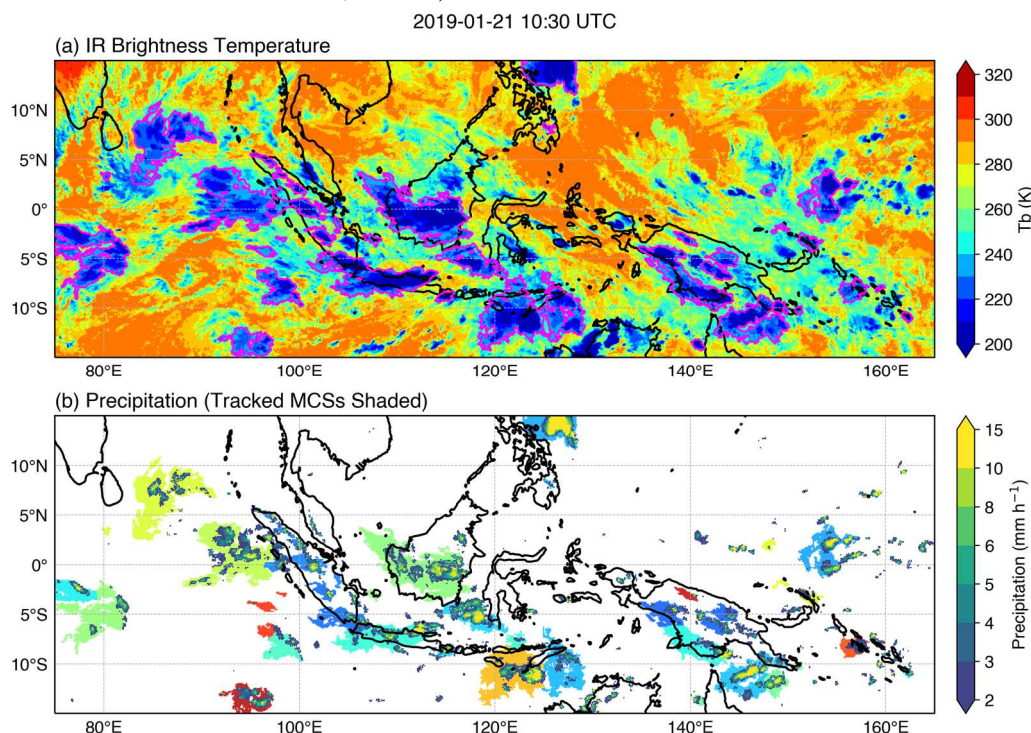 2019-01-21 10:30 UTC
(a) IR Brightness Temperature
10°N
5°N
0°
5°S
10°S
80°E 100°E 120°E 140°E 160°E
320
300
280
260
240
220
200
Tb (K)
(b) Precipitation (Tracked MCSs Shaded)
10°N
5°N
0°
5°S
10°S
80°E 100°E 120°E 140°E 160°E
15
10
8
6
5
4
3
2
Precipitation (mm h⁻¹)